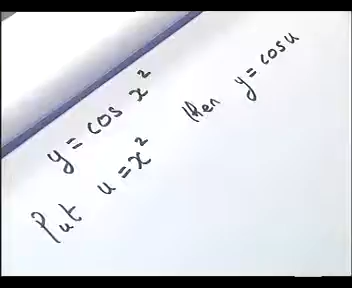 y = cos x²
Put u = x² then y = cos u